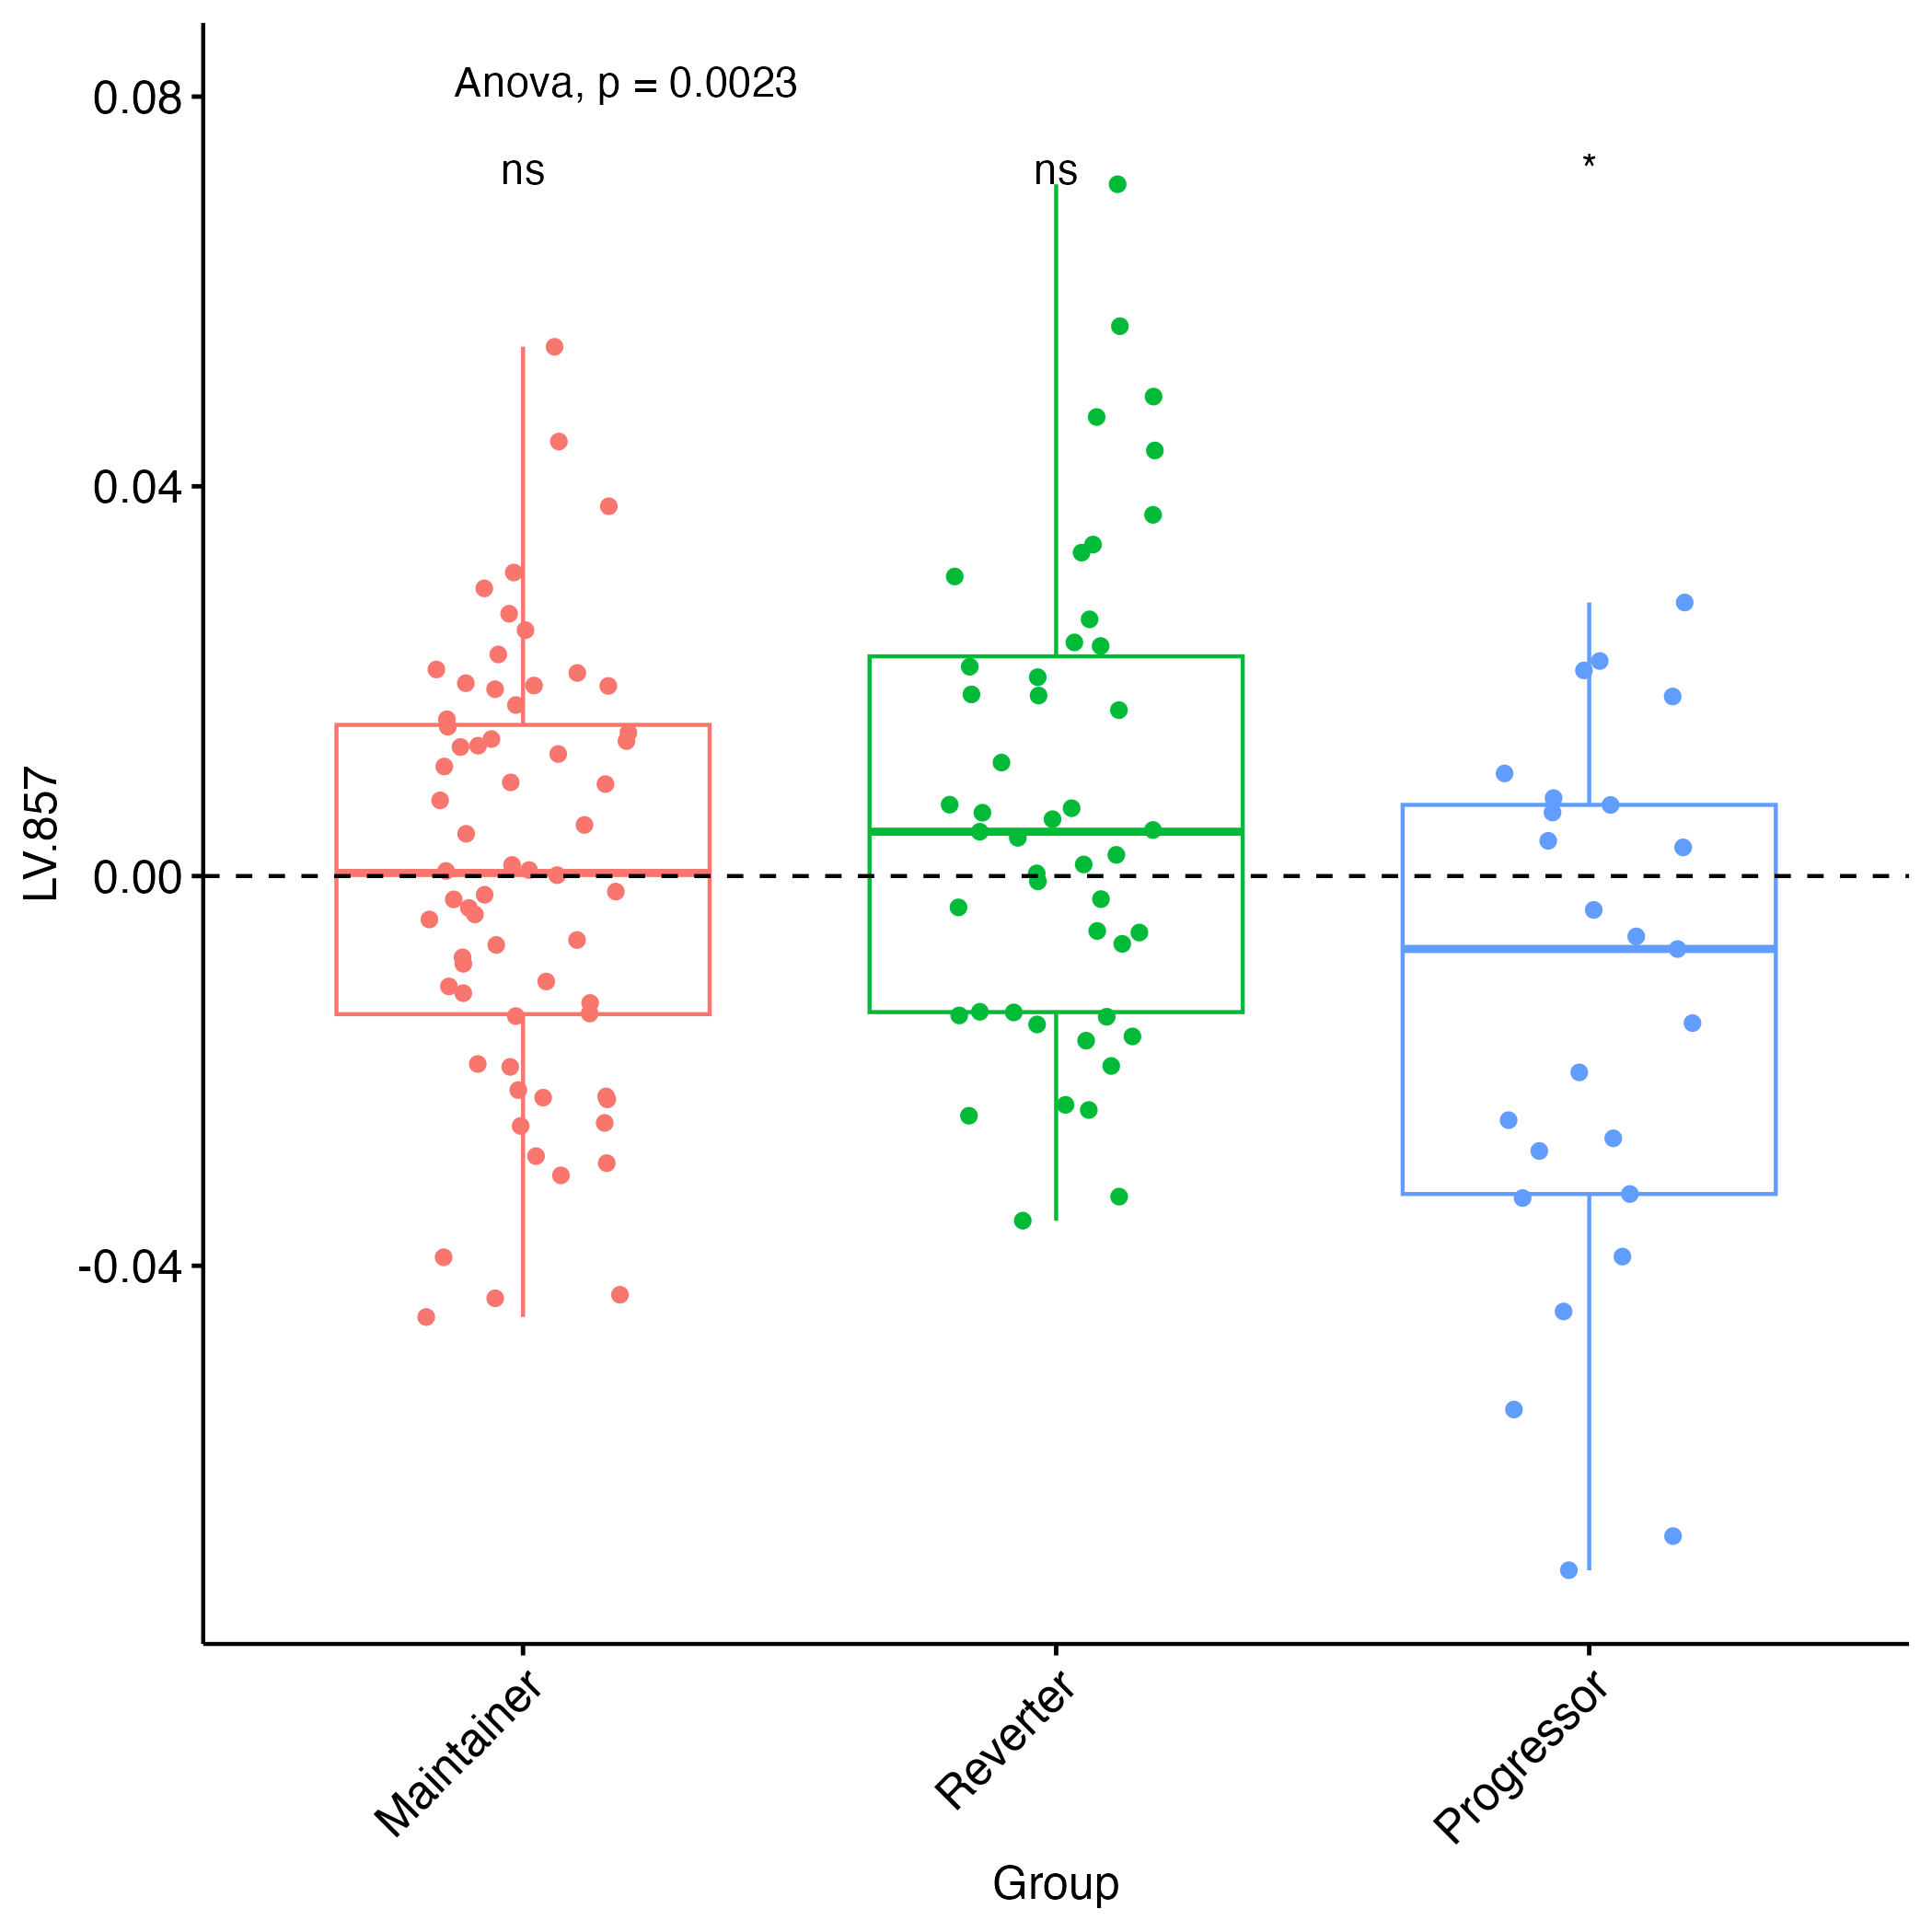 Anova, p = 0.0023
ns
ns
*
0.08
0.04
0.00
-0.04
LV.857
Maintainer
Reverter
Progressor
Group